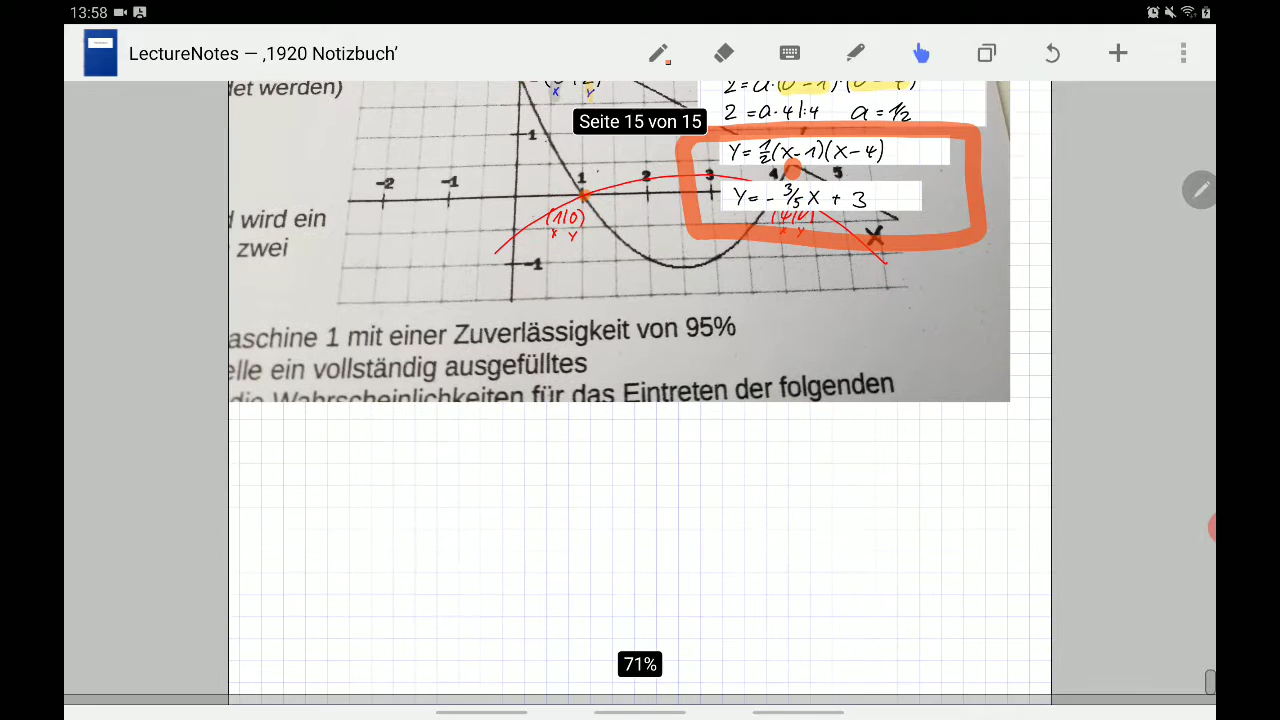 13:58
LectureNotes – ‚1920 Notizbuch‘
det werden)
2 = a · 4 |:4 a = 1/2
Seite 15 von 15
1
Y = 1/2 (x-1)(x-4)
-2 -1 1 2 3 4 5
Y = - 3/5 x + 3
(1|0)
x y
(4|0)
x y
X
d wird ein
zwei
-1
aschine 1 mit einer Zuverlässigkeit von 95%
elle ein vollständig ausgefülltes
die Wahrscheinlichkeiten für das Eintreten der folgenden
71%